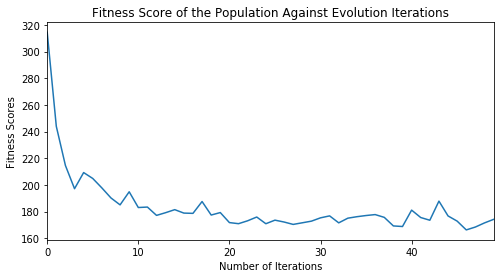 Fitness Score of the Population Against Evolution Iterations
320
300
280
260
240
220
200
180
160
Fitness Scores
0 10 20 30 40
Number of Iterations